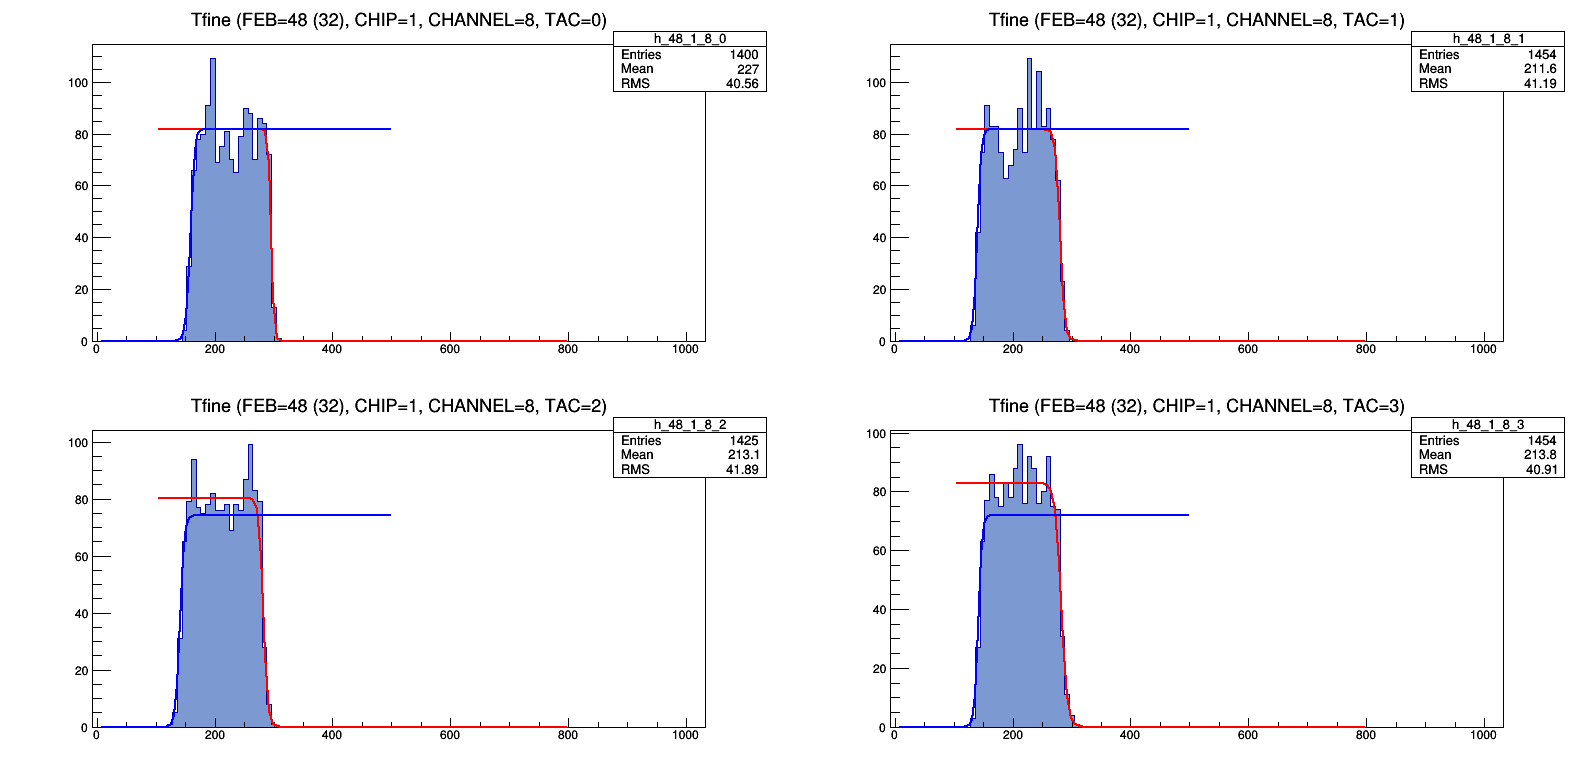 Tfine (FEB=48 (32), CHIP=1, CHANNEL=8, TAC=0)
h_48_1_8_0
Entries 1400
Mean 227
RMS 40.56
100
80
60
40
20
0
0 200 400 600 800 1000
Tfine (FEB=48 (32), CHIP=1, CHANNEL=8, TAC=1)
h_48_1_8_1
Entries 1454
Mean 211.6
RMS 41.19
100
80
60
40
20
0
0 200 400 600 800 1000
Tfine (FEB=48 (32), CHIP=1, CHANNEL=8, TAC=2)
h_48_1_8_2
Entries 1425
Mean 213.1
RMS 41.89
100
80
60
40
20
0
0 200 400 600 800 1000
Tfine (FEB=48 (32), CHIP=1, CHANNEL=8, TAC=3)
h_48_1_8_3
Entries 1454
Mean 213.8
RMS 40.91
100
80
60
40
20
0
0 200 400 600 800 1000